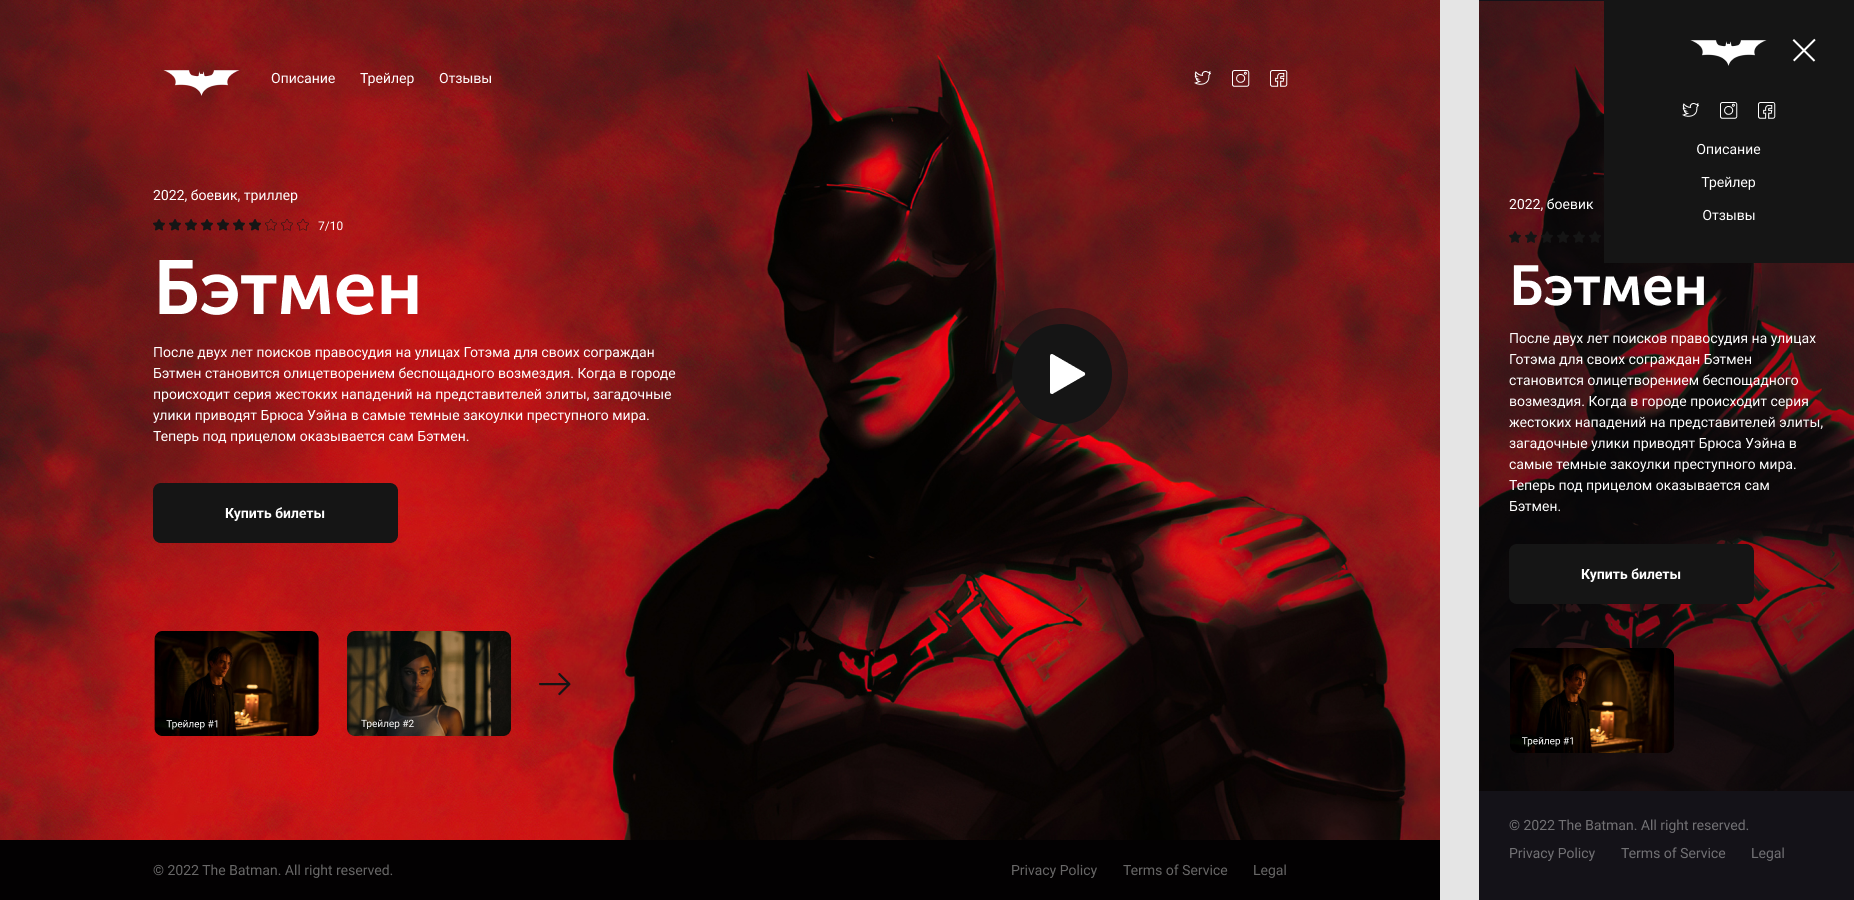 Описание Трейлер Отзывы
2022, боевик, триллер
7/10
Бэтмен
После двух лет поисков правосудия на улицах Готэма для своих сограждан
Бэтмен становится олицетворением беспощадного возмездия. Когда в городе
происходит серия жестоких нападений на представителей элиты, загадочные
улики приводят Брюса Уэйна в самые темные закоулки преступного мира.
Теперь под прицелом оказывается сам Бэтмен.
Купить билеты
Трейлер #1
Трейлер #2
© 2022 The Batman. All right reserved.
Privacy Policy Terms of Service Legal
Описание
Трейлер
Отзывы
2022, боевик
Бэтмен
После двух лет поисков правосудия на улицах
Готэма для своих сограждан Бэтмен
становится олицетворением беспощадного
возмездия. Когда в городе происходит серия
жестоких нападений на представителей элиты,
загадочные улики приводят Брюса Уэйна в
самые темные закоулки преступного мира.
Теперь под прицелом оказывается сам
Бэтмен.
Купить билеты
Трейлер #1
© 2022 The Batman. All right reserved.
Privacy Policy Terms of Service Legal